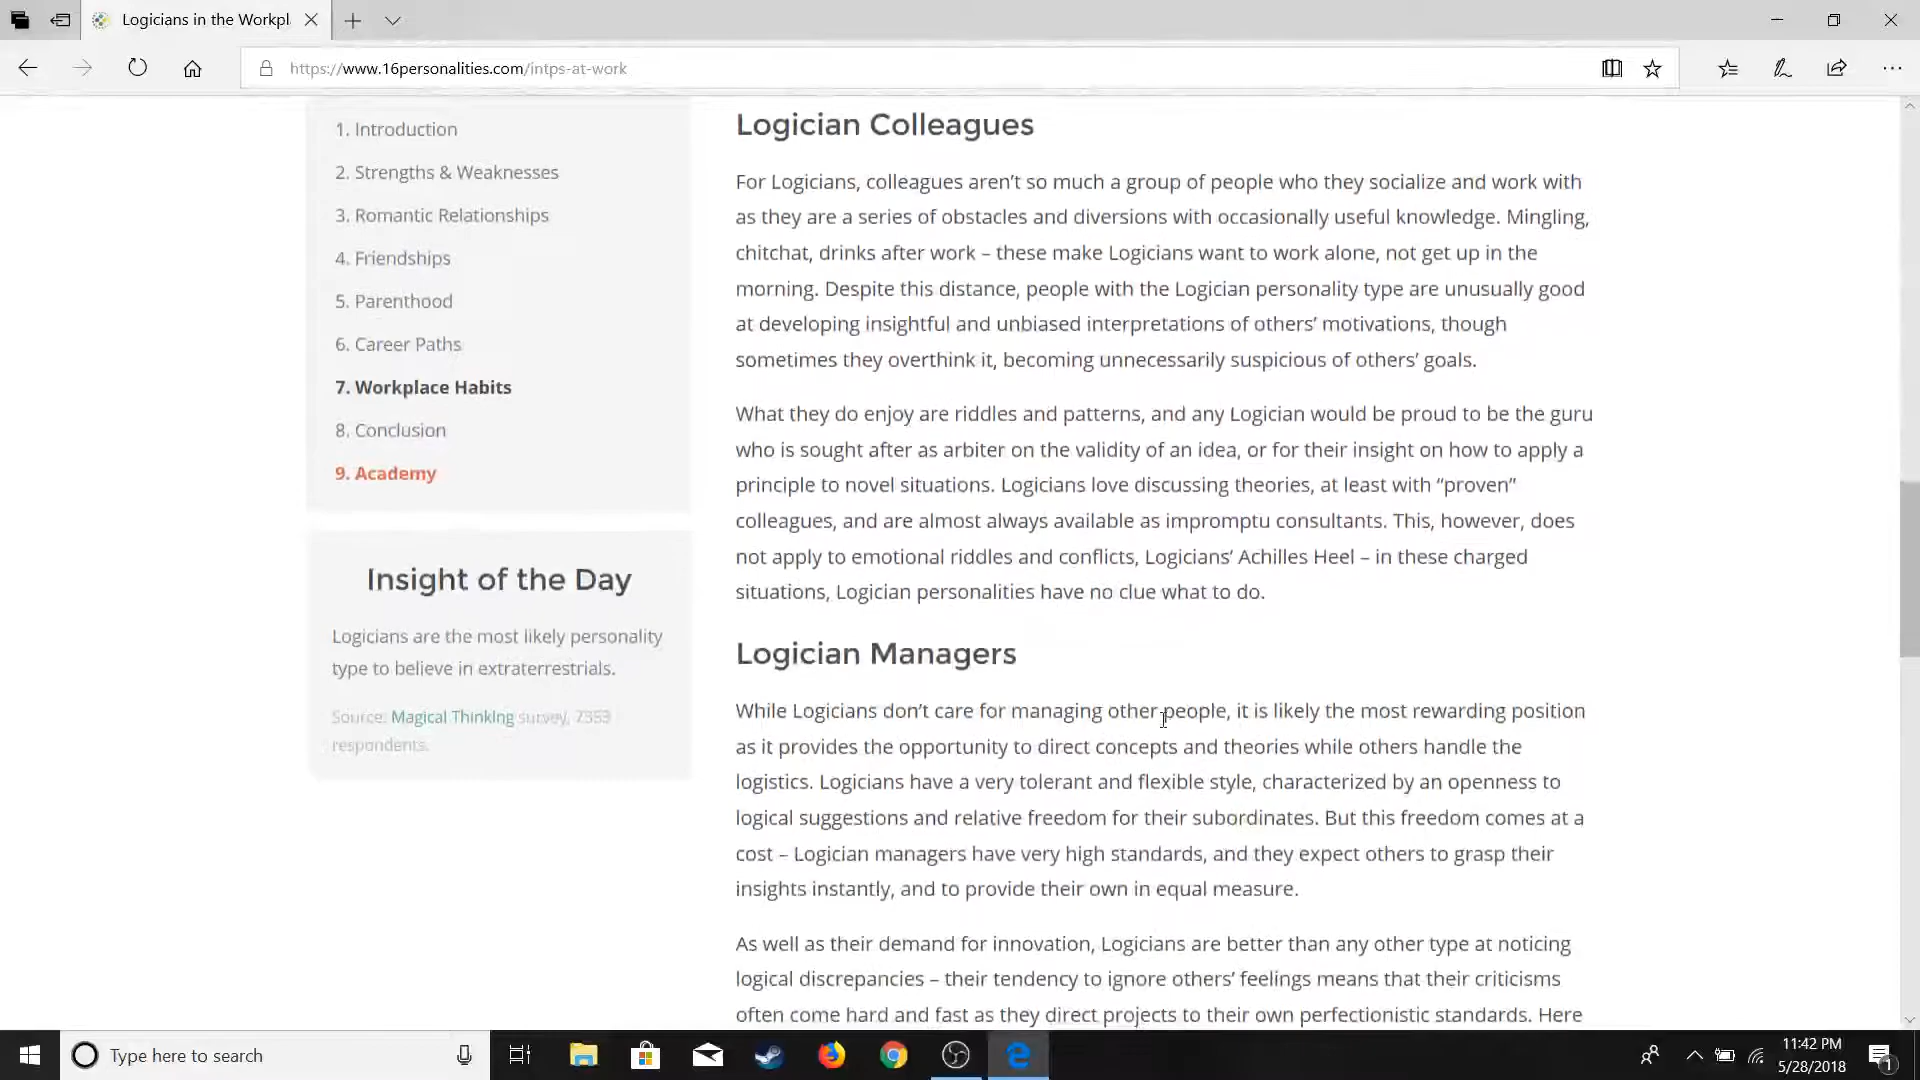 Logicians in the Workpl
https://www.16personalities.com/intps-at-work
1. Introduction
2. Strengths & Weaknesses
3. Romantic Relationships
4. Friendships
5. Parenthood
6. Career Paths
7. Workplace Habits
8. Conclusion
9. Academy
Insight of the Day
Logicians are the most likely personality
type to believe in extraterrestrials.
Source: Magical Thinking survey, 7353
respondents.
Logician Colleagues
For Logicians, colleagues aren’t so much a group of people who they socialize and work with
as they are a series of obstacles and diversions with occasionally useful knowledge. Mingling,
chitchat, drinks after work – these make Logicians want to work alone, not get up in the
morning. Despite this distance, people with the Logician personality type are unusually good
at developing insightful and unbiased interpretations of others’ motivations, though
sometimes they overthink it, becoming unnecessarily suspicious of others’ goals.
What they do enjoy are riddles and patterns, and any Logician would be proud to be the guru
who is sought after as arbiter on the validity of an idea, or for their insight on how to apply a
principle to novel situations. Logicians love discussing theories, at least with “proven”
colleagues, and are almost always available as impromptu consultants. This, however, does
not apply to emotional riddles and conflicts, Logicians’ Achilles Heel – in these charged
situations, Logician personalities have no clue what to do.
Logician Managers
While Logicians don’t care for managing other people, it is likely the most rewarding position
as it provides the opportunity to direct concepts and theories while others handle the
logistics. Logicians have a very tolerant and flexible style, characterized by an openness to
logical suggestions and relative freedom for their subordinates. But this freedom comes at a
cost – Logician managers have very high standards, and they expect others to grasp their
insights instantly, and to provide their own in equal measure.
As well as their demand for innovation, Logicians are better than any other type at noticing
logical discrepancies – their tendency to ignore others’ feelings means that their criticisms
often come hard and fast as they direct projects to their own perfectionistic standards. Here
Type here to search
11:42 PM
5/28/2018
1